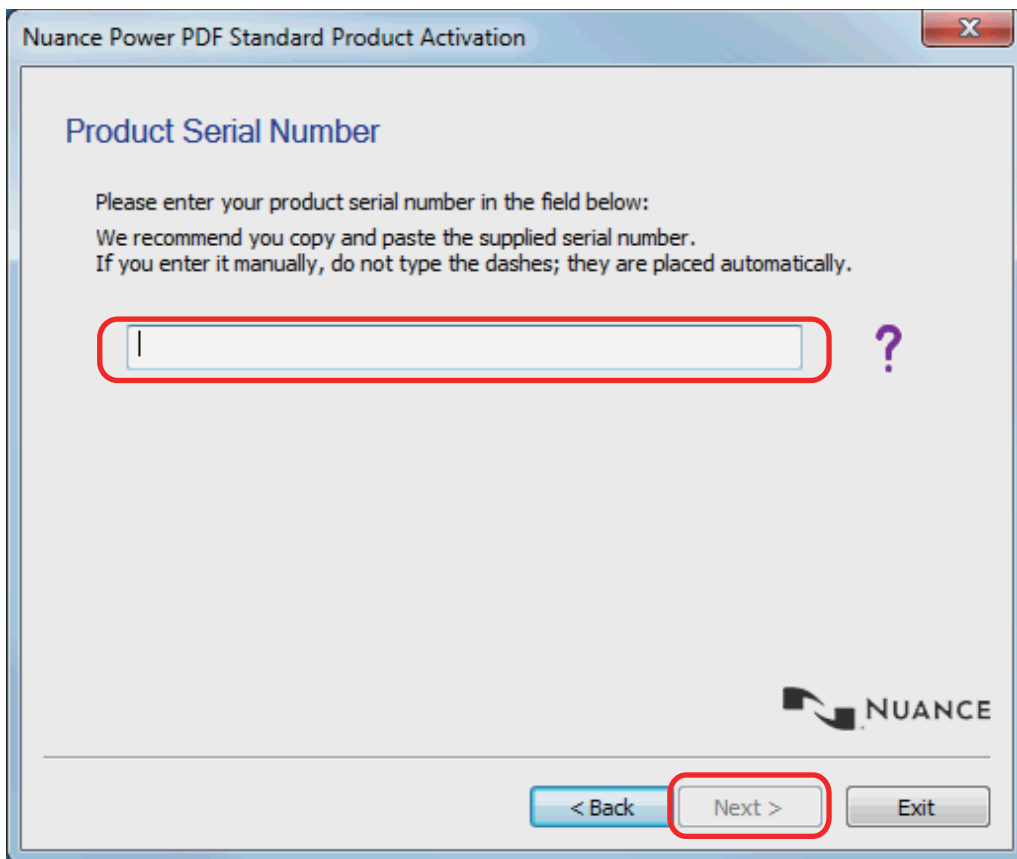 Nuance Power PDF Standard Product Activation
Product Serial Number
Please enter your product serial number in the field below:
We recommend you copy and paste the supplied serial number.
If you enter it manually, do not type the dashes; they are placed automatically.
?
NUANCE
< Back Next > Exit